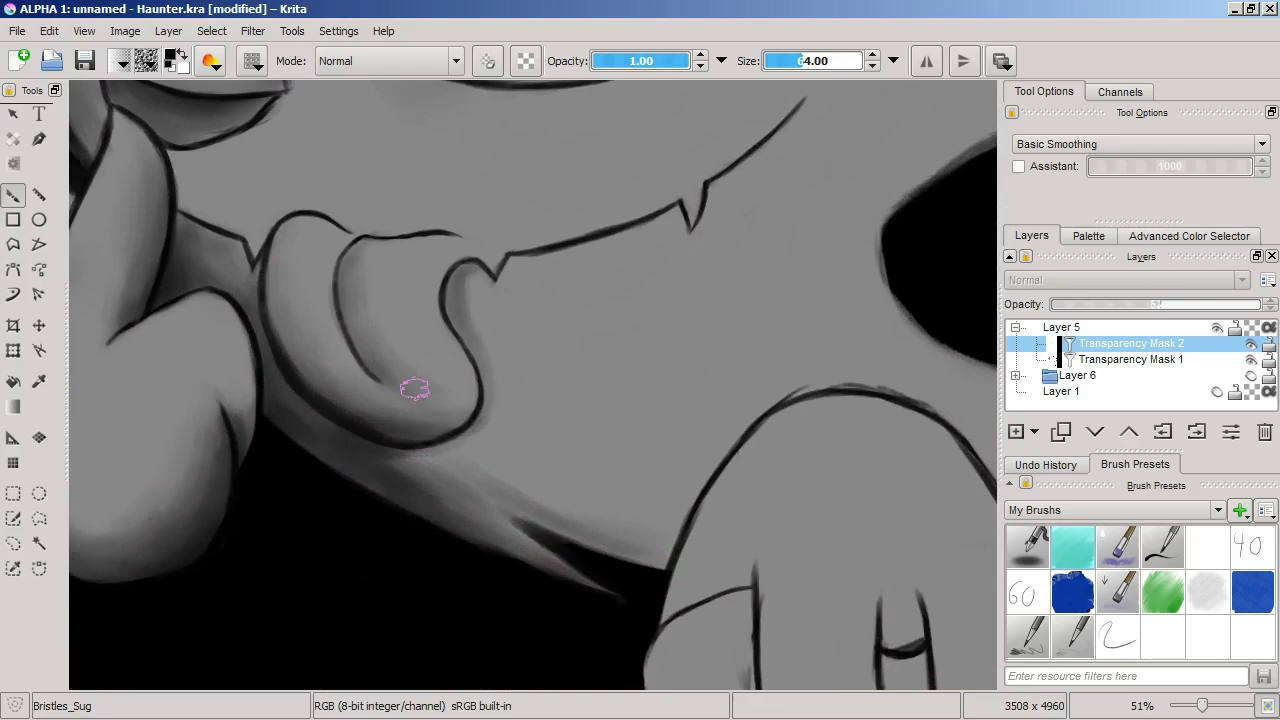 ALPHA 1: unnamed - Haunter.kra [modified] - Krita
File Edit View Image Layer Select Filter Tools Settings Help
Mode: Normal Opacity: 1.00 Size: 64.00
Tools
Tool Options Channels
Tool Options
Basic Smoothing
Assistant: 1000
Layers Palette Advanced Color Selector
Layers
Normal
Opacity:
Layer 5
Transparency Mask 2
Transparency Mask 1
Layer 6
Layer 1
Undo History Brush Presets
Brush Presets
My Brushes
40
60
2
Enter resource filters here
Bristles_Sug RGB (8-bit integer/channel) sRGB built-in 3508 x 4960 51%